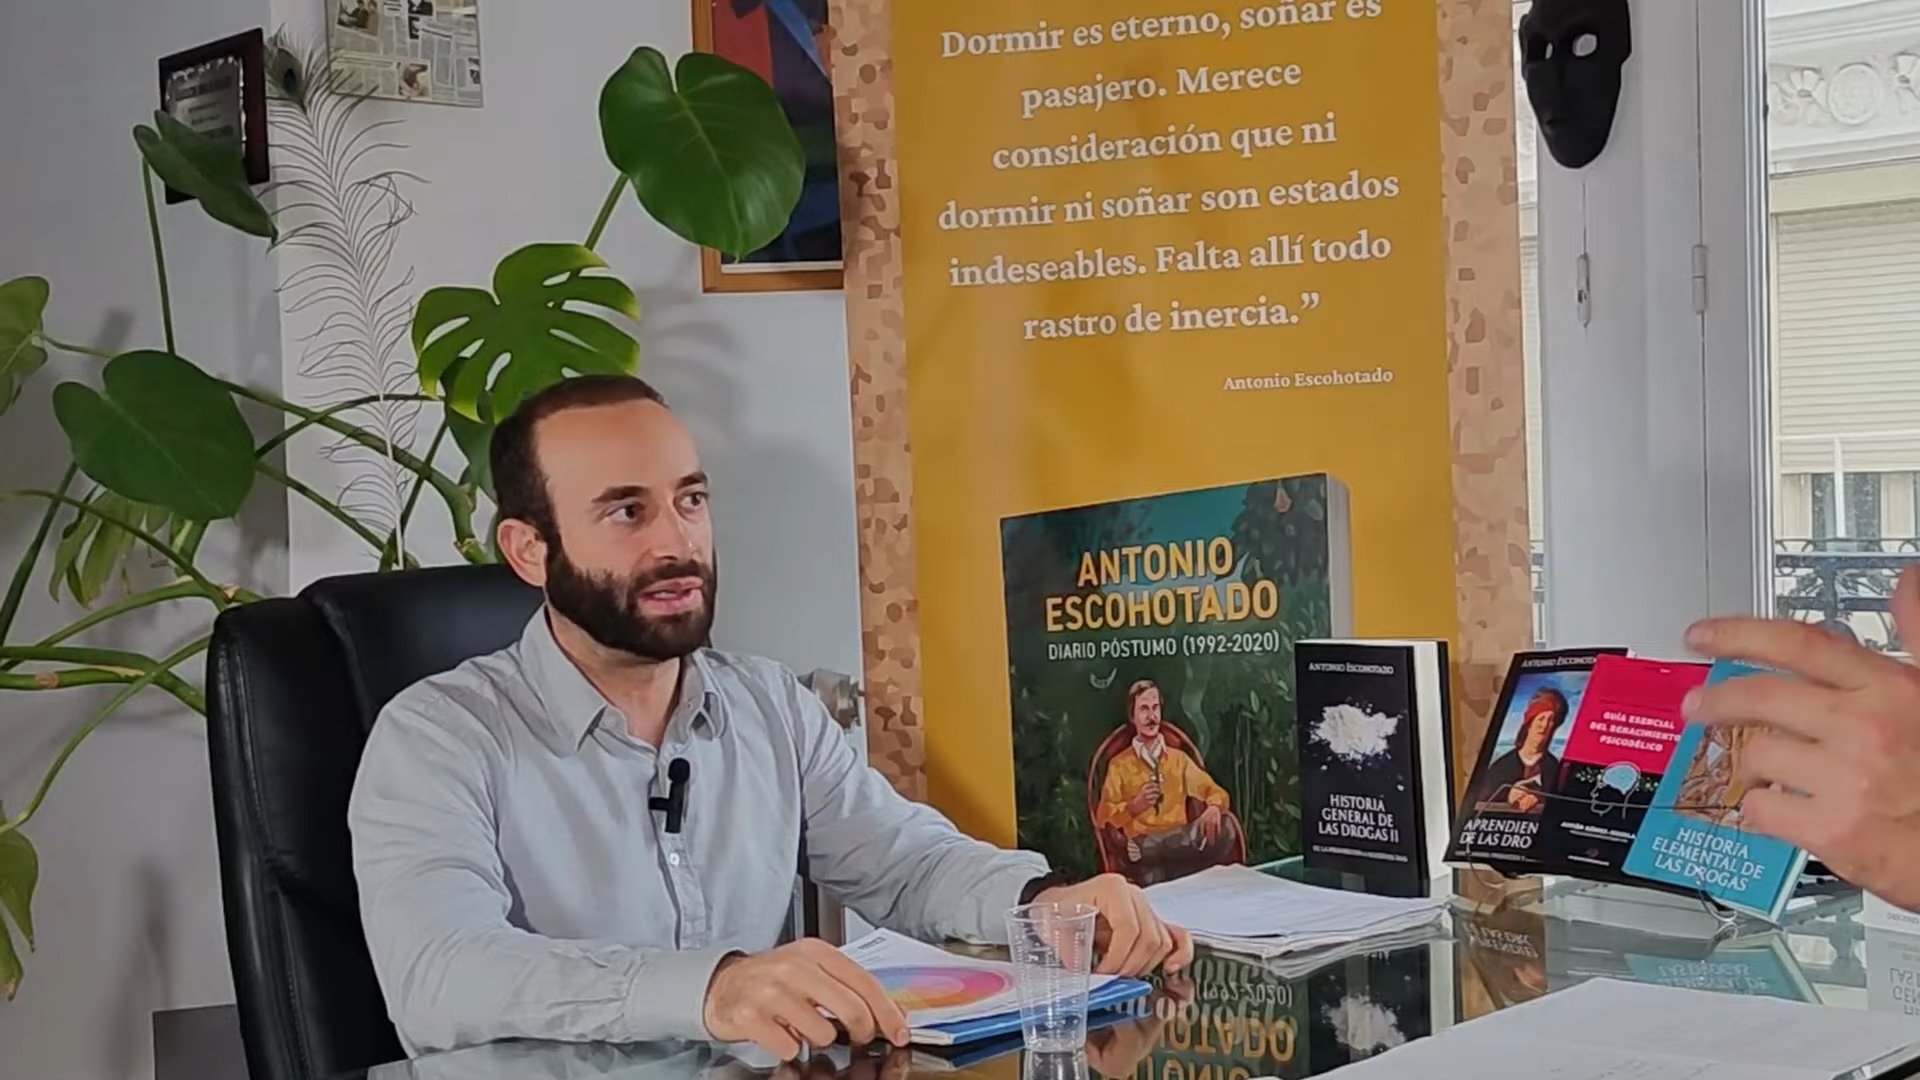 Dormir es eterno, soñar es
pasajero. Merece
consideración que ni
dormir ni soñar son estados
indeseables. Falta allí todo
rastro de inercia.”
Antonio Escohotado
ANTONIO
ESCOHOTADO
DIARIO PÓSTUMO (1992-2020)
ANTONIO ESCOHOTADO
HISTORIA
GENERAL DE
LAS DROGAS II
APRENDIEN
DE LAS DRO
GUÍA ESENCIAL
DEL RENACIMIENTO
PSICODÉLICO
HISTORIA
ELEMENTAL DE
LAS DROGAS